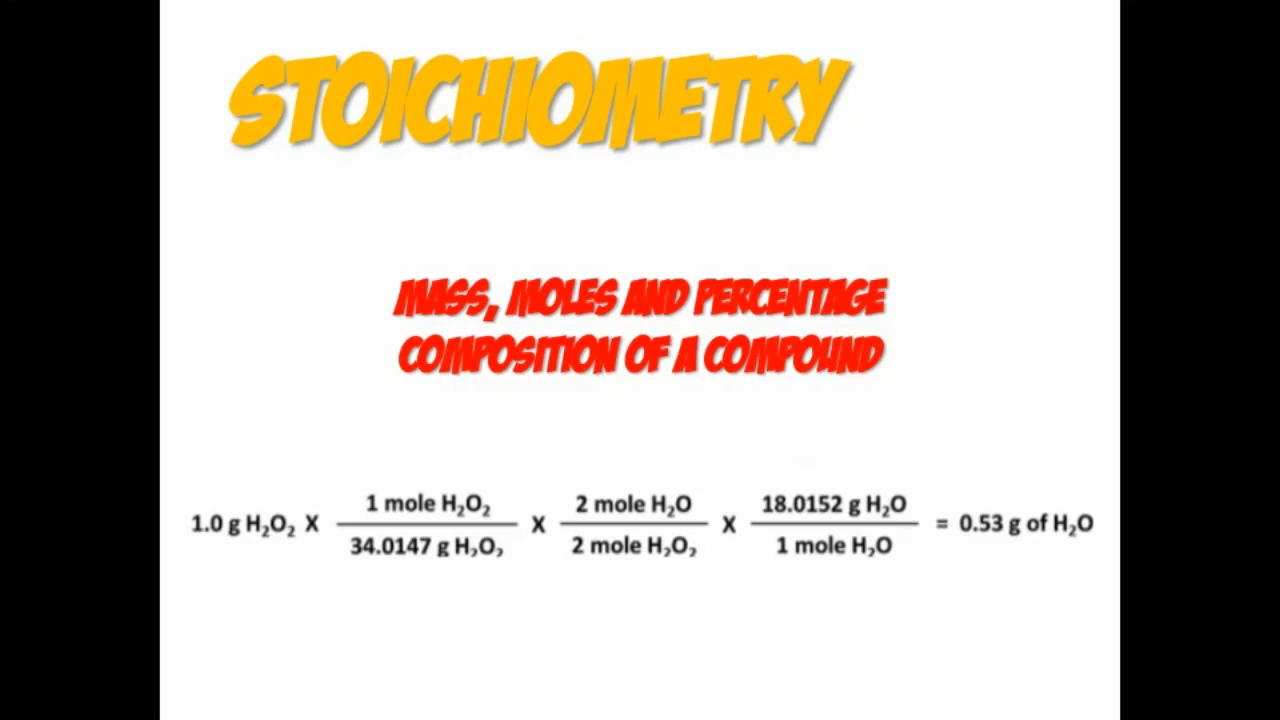 STOICHIOMETRY
MASS, MOLES AND PERCENTAGE
COMPOSITION OF A COMPOUND
1.0 g H₂O₂ X 1 mole H₂O₂ / 34.0147 g H₂O₂ X 2 mole H₂O / 2 mole H₂O₂ X 18.0152 g H₂O / 1 mole H₂O = 0.53 g of H₂O